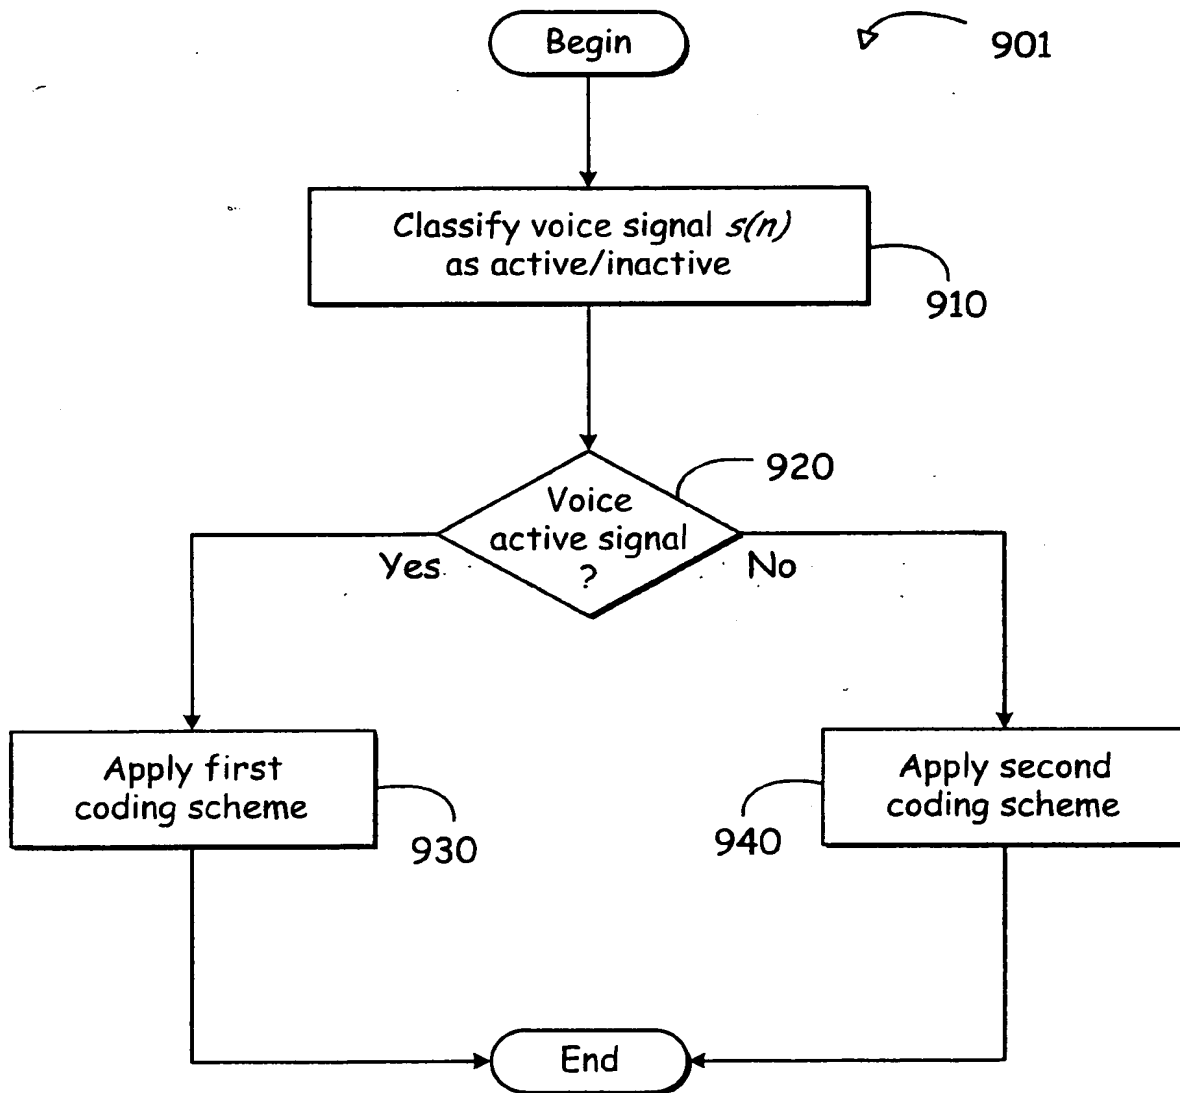 Begin
901
Classify voice signal s(n)
as active/inactive
910
920
Voice
active signal
?
Yes
No
Apply first
coding scheme
930
940
Apply second
coding scheme
End